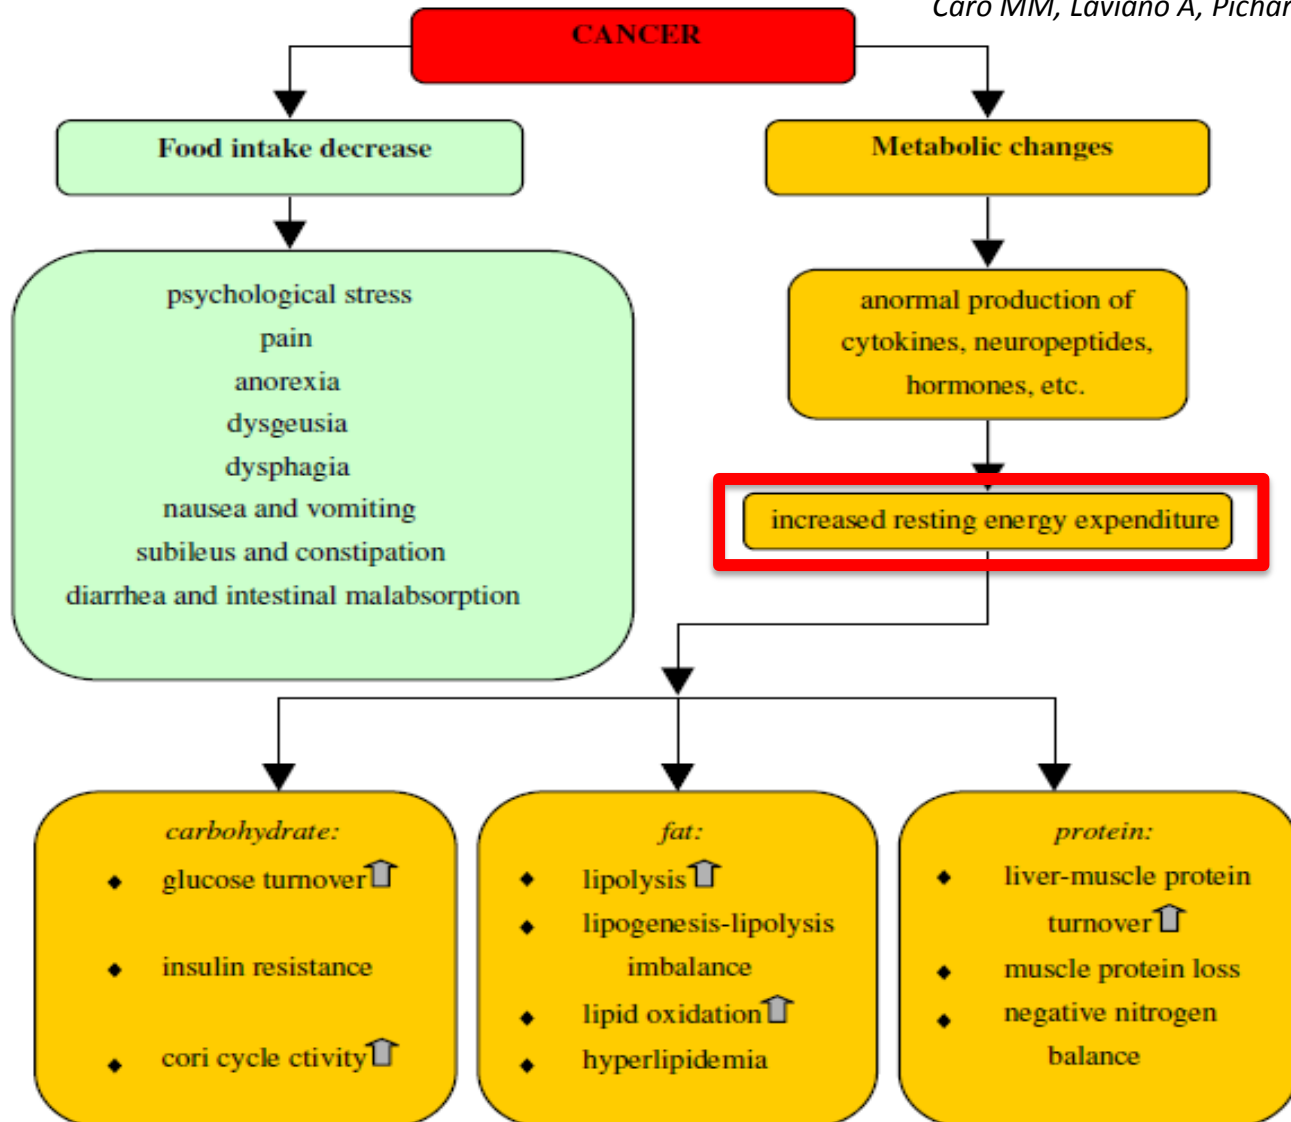 Caro MM, Laviano A,
CANCER
Food intake decrease
Metabolic changes
psychological stress
pain
anorexia
dysgeusia
dysphagia
nausea and vomiting
subileus and constipation
diarrhea and intestinal malabsorption
anormal production of
cytokines, neuropeptides,
hormones, etc.
increased resting energy expenditure
carbohydrate:
glucose turnover
insulin resistance
cori cycle ctivity
fat:
lipolysis
lipogenesis-lipolysis
imbalance
lipid oxidation
hyperlipidemia
protein:
liver-muscle protein
turnover
muscle protein loss
negative nitrogen
balance